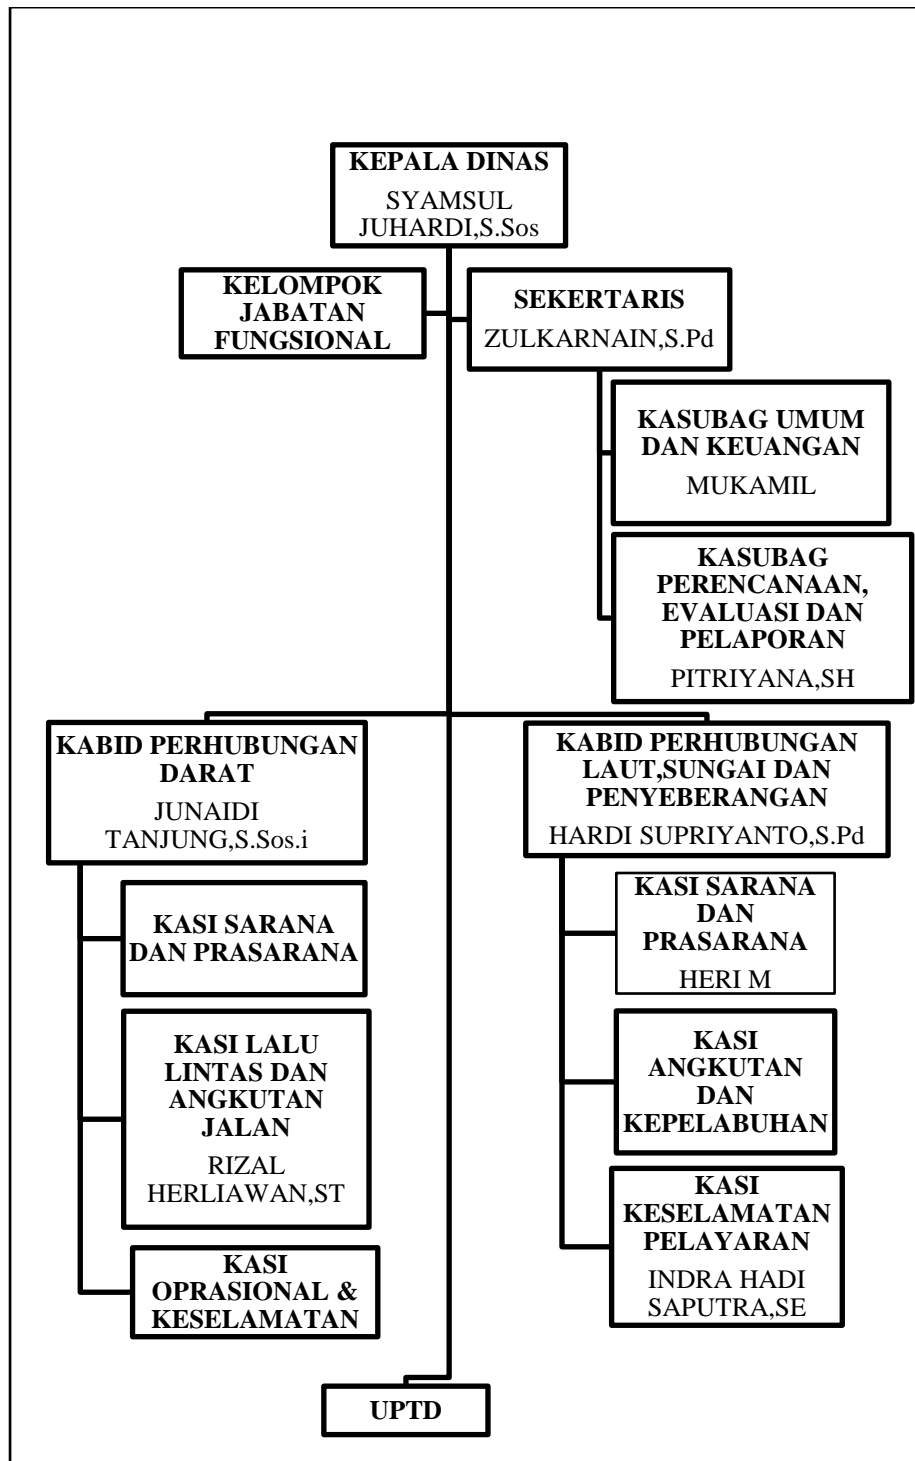 KEPALA DINAS
SYAMSUL
JUHARDI,S.Sos
KELOMPOK
JABATAN
FUNGSIONAL
SEKERTARIS
ZULKARNAIN,S.Pd
KASUBAG UMUM
DAN KEUANGAN
MUKAMIL
KASUBAG
PERENCANAAN,
EVALUASI DAN
PELAPORAN
PITRIYANA,SH
KABID PERHUBUNGAN
DARAT
JUNAIDI
TANJUNG,S.Sos.i
KASI SARANA
DAN PRASARANA
KASI LALU
LINTAS DAN
ANGKUTAN
JALAN
RIZAL
HERLIAWAN,ST
KASI
OPRASIONAL &
KESELAMATAN
KABID PERHUBUNGAN
LAUT,SUNGAI DAN
PENYEBERANGAN
HARDI SUPRIYANTO,S.Pd
KASI SARANA
DAN
PRASARANA
HERI M
KASI
ANGKUTAN
DAN
KEPELABUHAN
KASI
KESELAMATAN
PELAYARAN
INDRA HADI
SAPUTRA,SE
UPTD